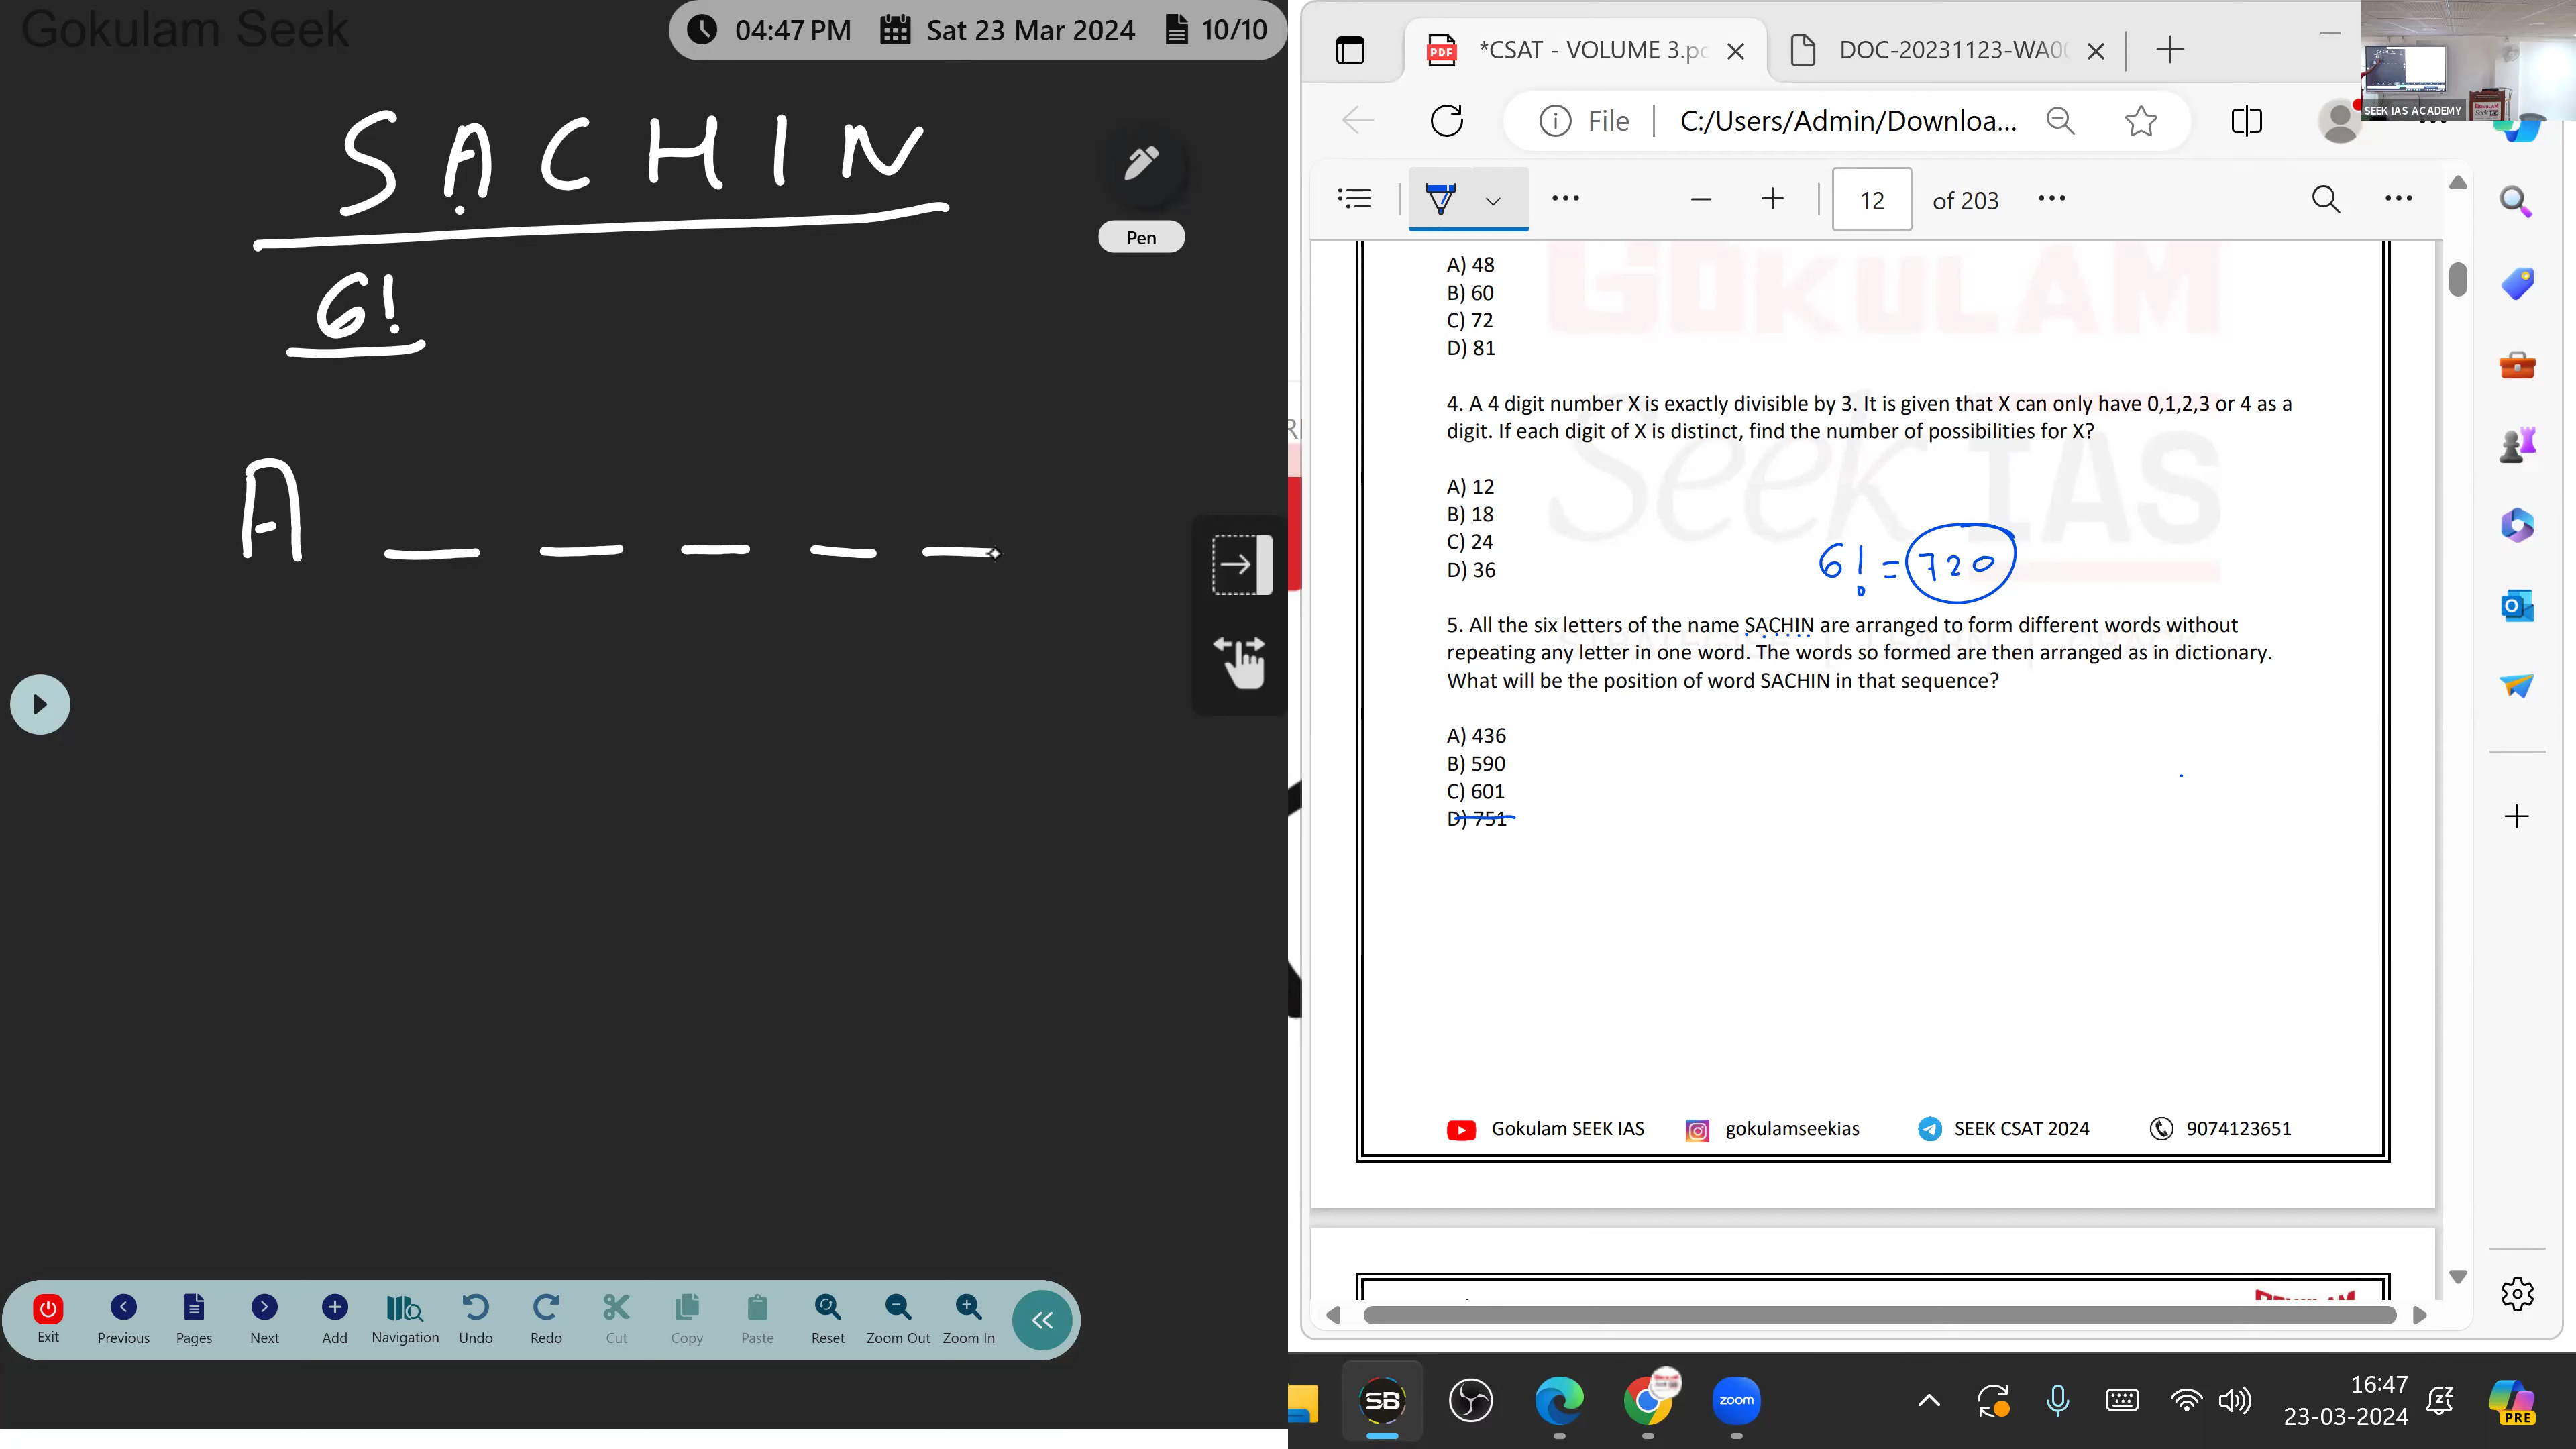 Gokulam Seek
04:47 PM Sat 23 Mar 2024 10/10
SACHIN
6!
A _ _ _ _ _
Pen
Exit Previous Pages Next Add Navigation Undo Redo Cut Copy Paste Reset Zoom Out Zoom In
*CSAT - VOLUME 3.p
DOC-20231123-WA0
File C:/Users/Admin/Downloa...
SEEK IAS ACADEMY
12 of 203
GOKULAM
Seek IAS
A) 48
B) 60
C) 72
D) 81
4. A 4 digit number X is exactly divisible by 3. It is given that X can only have 0,1,2,3 or 4 as a
digit. If each digit of X is distinct, find the number of possibilities for X?
A) 12
B) 18
C) 24
D) 36
6! = 720
5. All the six letters of the name SACHIN are arranged to form different words without
repeating any letter in one word. The words so formed are then arranged as in dictionary.
What will be the position of word SACHIN in that sequence?
A) 436
B) 590
C) 601
D) 751
Gokulam SEEK IAS gokulamseekias SEEK CSAT 2024 9074123651
SB
zoom
16:47
23-03-2024
PRE